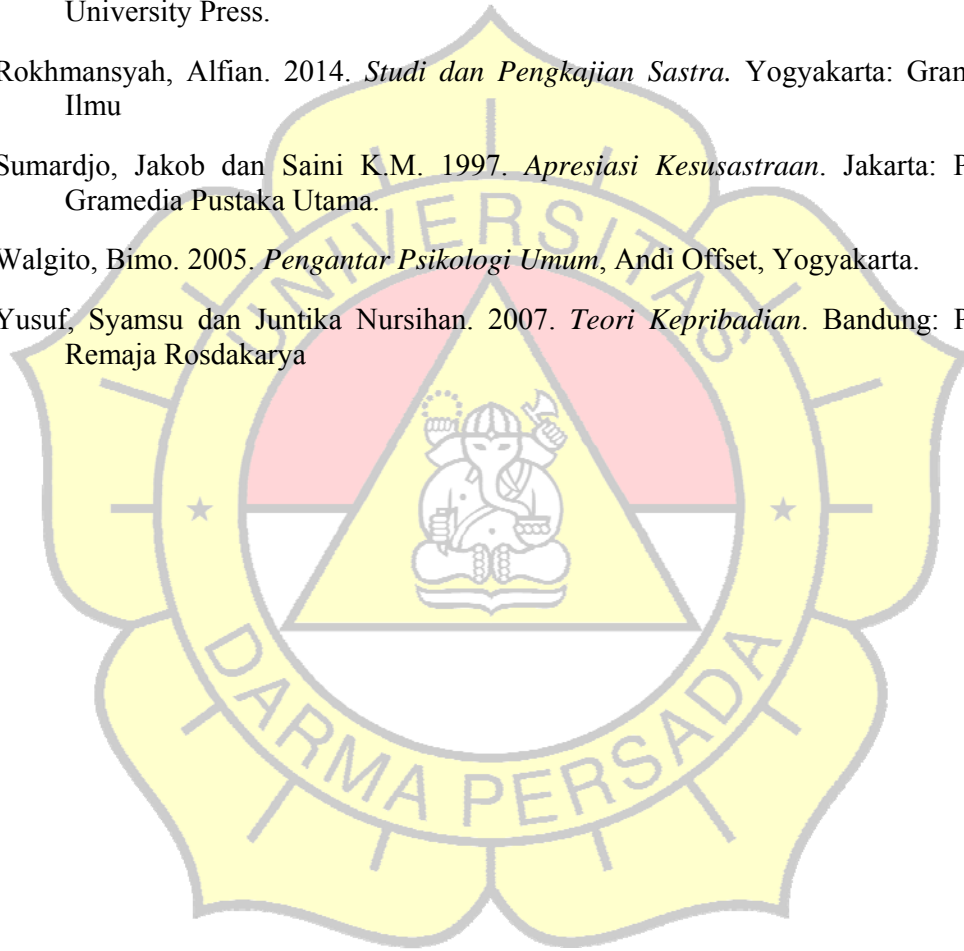 University Press.
Rokhmansyah, Alfian. 2014. Studi dan Pengkajian Sastra. Yogyakarta: Gran
Ilmu
Sumardjo, Jakob dan Saini K.M. 1997. Apresiasi Kesusastraan. Jakarta: P
Gramedia Pustaka Utama.
Walgito, Bimo. 2005. Pengantar Psikologi Umum, Andi Offset, Yogyakarta.
Yusuf, Syamsu dan Juntika Nursihan. 2007. Teori Kepribadian. Bandung: P
Remaja Rosdakarya
UNIVERSITAS
DARMA PERSADA